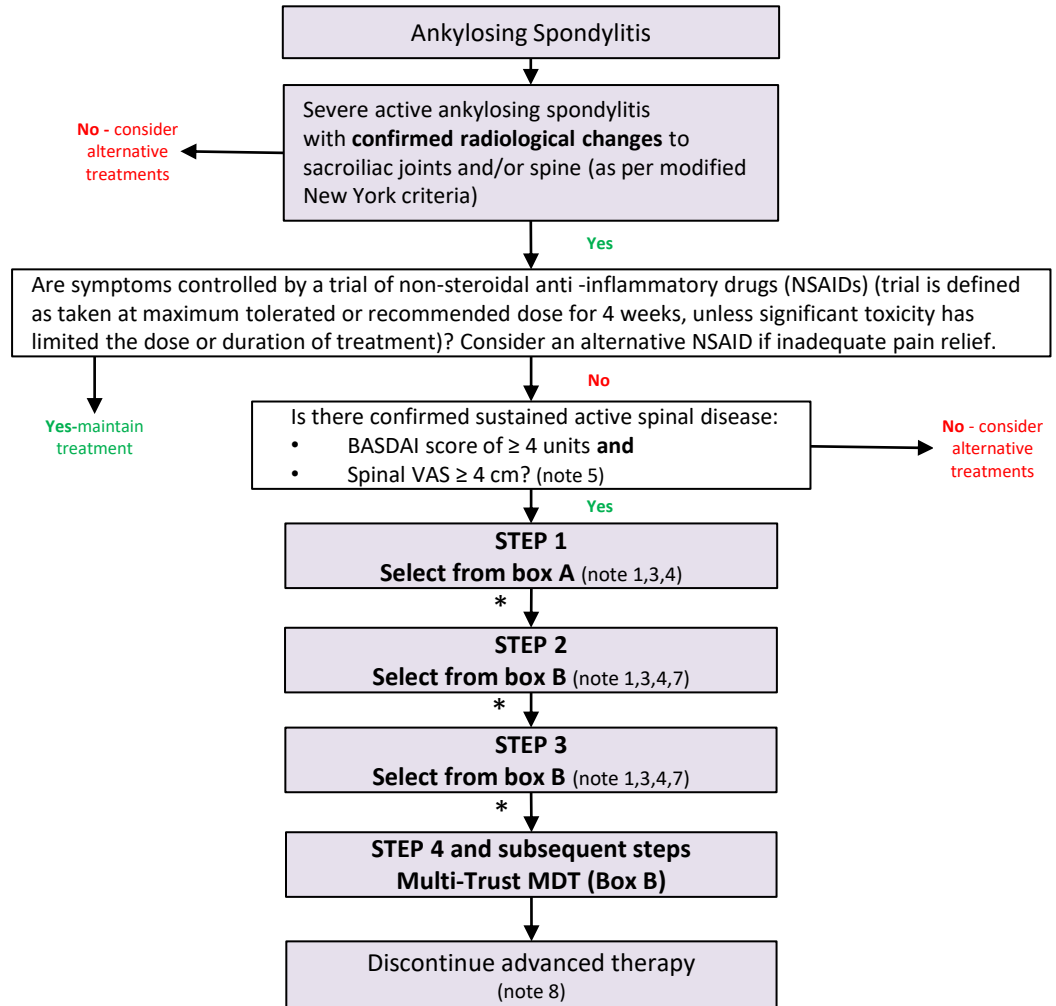 Ankylosing Spondylitis
Severe active ankylosing spondylitis
with confirmed radiological changes to
sacroiliac joints and/or spine (as per modified
New York criteria)
No - consider
alternative
treatments
Yes
Are symptoms controlled by a trial of non-steroidal anti -inflammatory drugs (NSAIDs) (trial is defined
as taken at maximum tolerated or recommended dose for 4 weeks, unless significant toxicity has
limited the dose or duration of treatment)? Consider an alternative NSAID if inadequate pain relief.
Yes-maintain
treatment
No
Is there confirmed sustained active spinal disease:
• BASDAI score of ≥ 4 units and
• Spinal VAS ≥ 4 cm? (note 5)
No - consider
alternative
treatments
Yes
STEP 1
Select from box A (note 1,3,4)
*
STEP 2
Select from box B (note 1,3,4,7)
*
STEP 3
Select from box B (note 1,3,4,7)
*
STEP 4 and subsequent steps
Multi-Trust MDT (Box B)
Discontinue advanced therapy
(note 8)